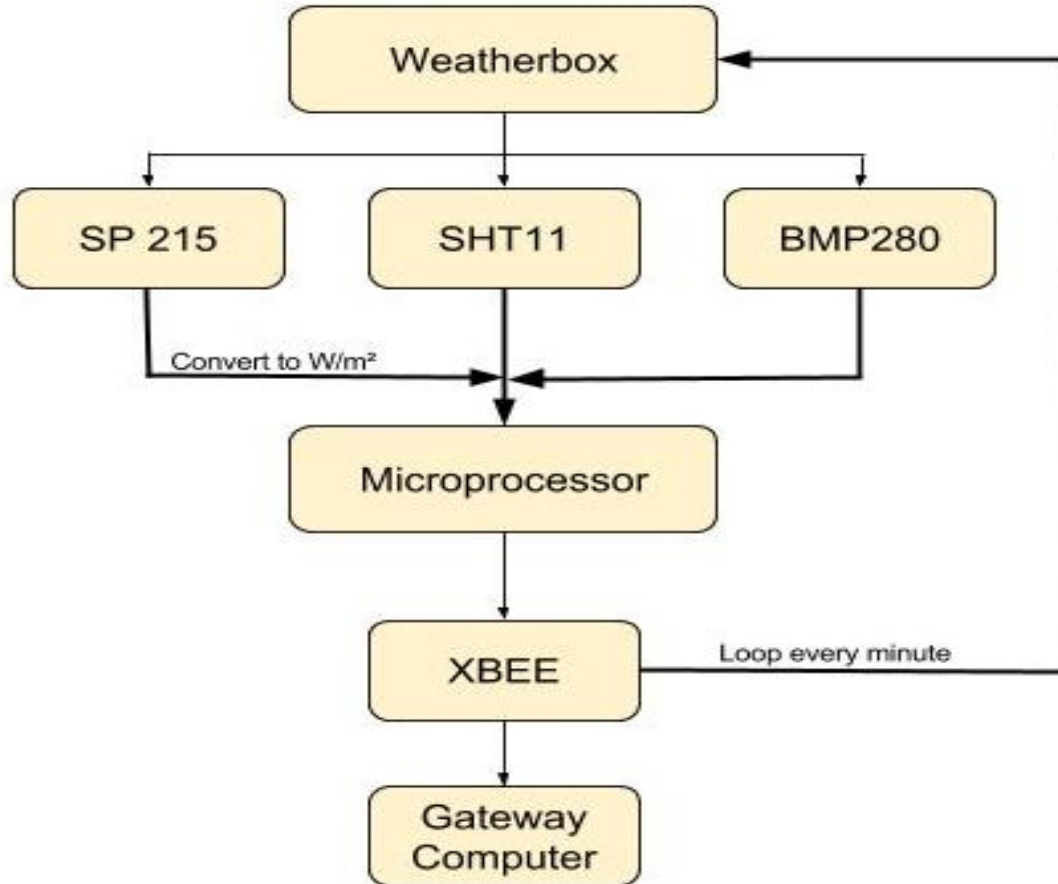 Weatherbox
SP 215
SHT11
BMP280
Convert to W/m²
Microprocessor
XBEE
Loop every minute
Gateway
Computer